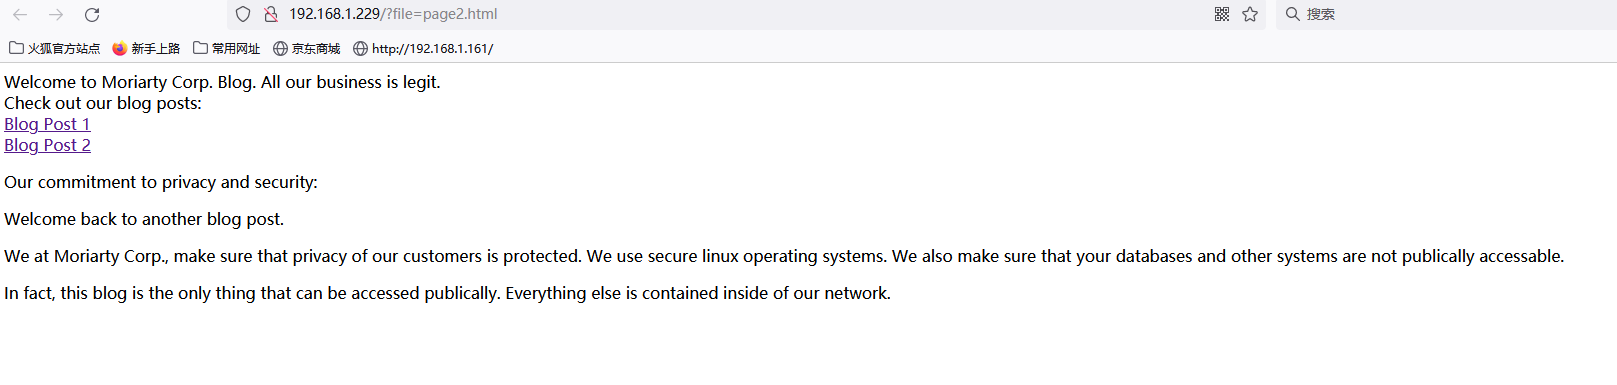 192.168.1.229/?file=page2.html
搜索
火狐官方站点 新手上路 常用网址 京东商城 http://192.168.1.161/
Welcome to Moriarty Corp. Blog. All our business is legit.
Check out our blog posts:
Blog Post 1
Blog Post 2
Our commitment to privacy and security:
Welcome back to another blog post.
We at Moriarty Corp., make sure that privacy of our customers is protected. We use secure linux operating systems. We also make sure that your databases and other systems are not publically accessable.
In fact, this blog is the only thing that can be accessed publically. Everything else is contained inside of our network.